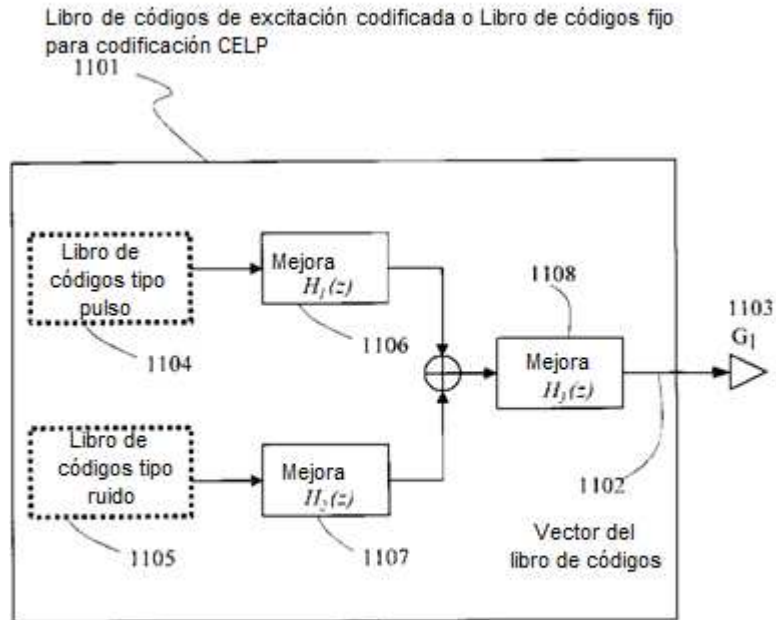 Libro de códigos de excitación codificada o Libro de códigos fijo
para codificación CELP
1101
Libro de
códigos tipo
pulso
1104
Mejora
H₁(z)
1106
1108
Mejora
H₃(z)
1103
G₁
1102
Libro de
códigos tipo
ruido
1105
Mejora
H₂(z)
1107
Vector del
libro de códigos